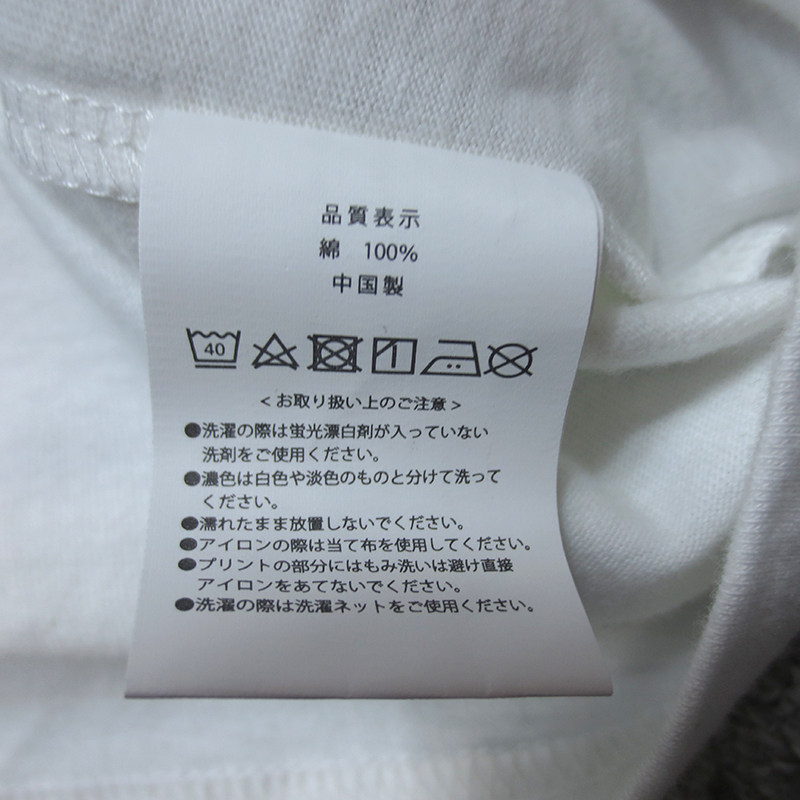 品質表示
綿 100%
中国製
40
<お取り扱い上のご注意>
●洗濯の際は蛍光漂白剤が入っていない
洗剤をご使用ください。
●濃色は白色や淡色のものと分けて洗って
ください。
●濡れたまま放置しないでください。
●アイロンの際は当て布を使用してください。
●プリントの部分にはもみ洗いは避け直接
アイロンをあてないでください。
●洗濯の際は洗濯ネットをご使用ください。